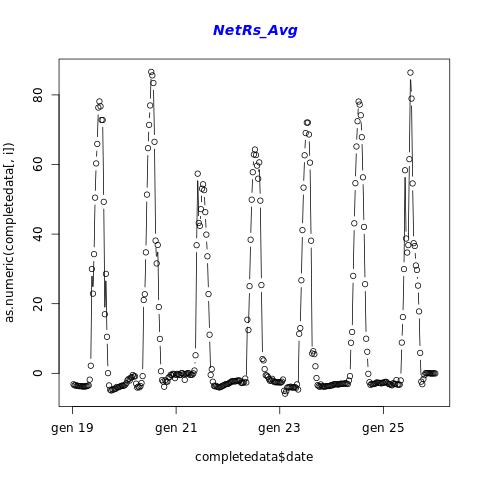 NetRs_Avg
as.numeric(completedata[, i])
80
60
40
20
0
gen 19
gen 21
gen 23
gen 25
completedata$date